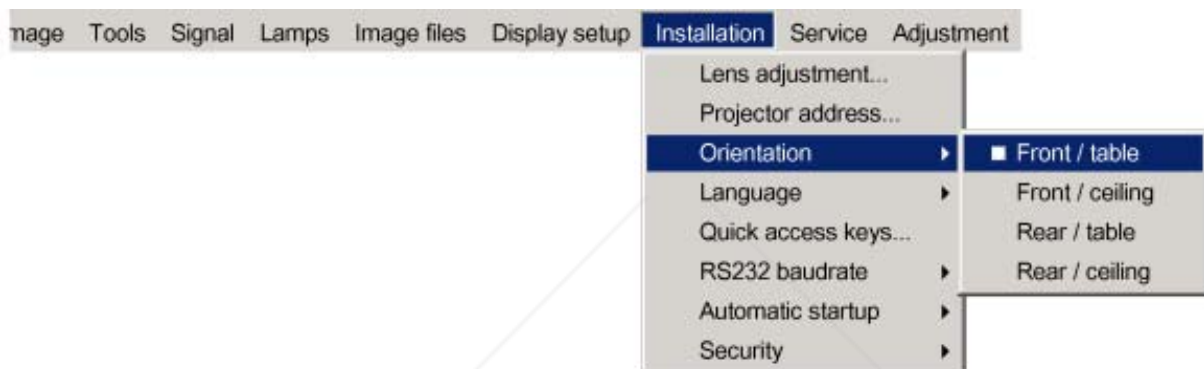 mage Tools Signal Lamps Image files Display setup Installation Service Adjustment
Lens adjustment...
Projector address...
Orientation
Front / table
Language
Front / ceiling
Quick access keys...
Rear / table
RS232 baudrate
Rear / ceiling
Automatic startup
Security